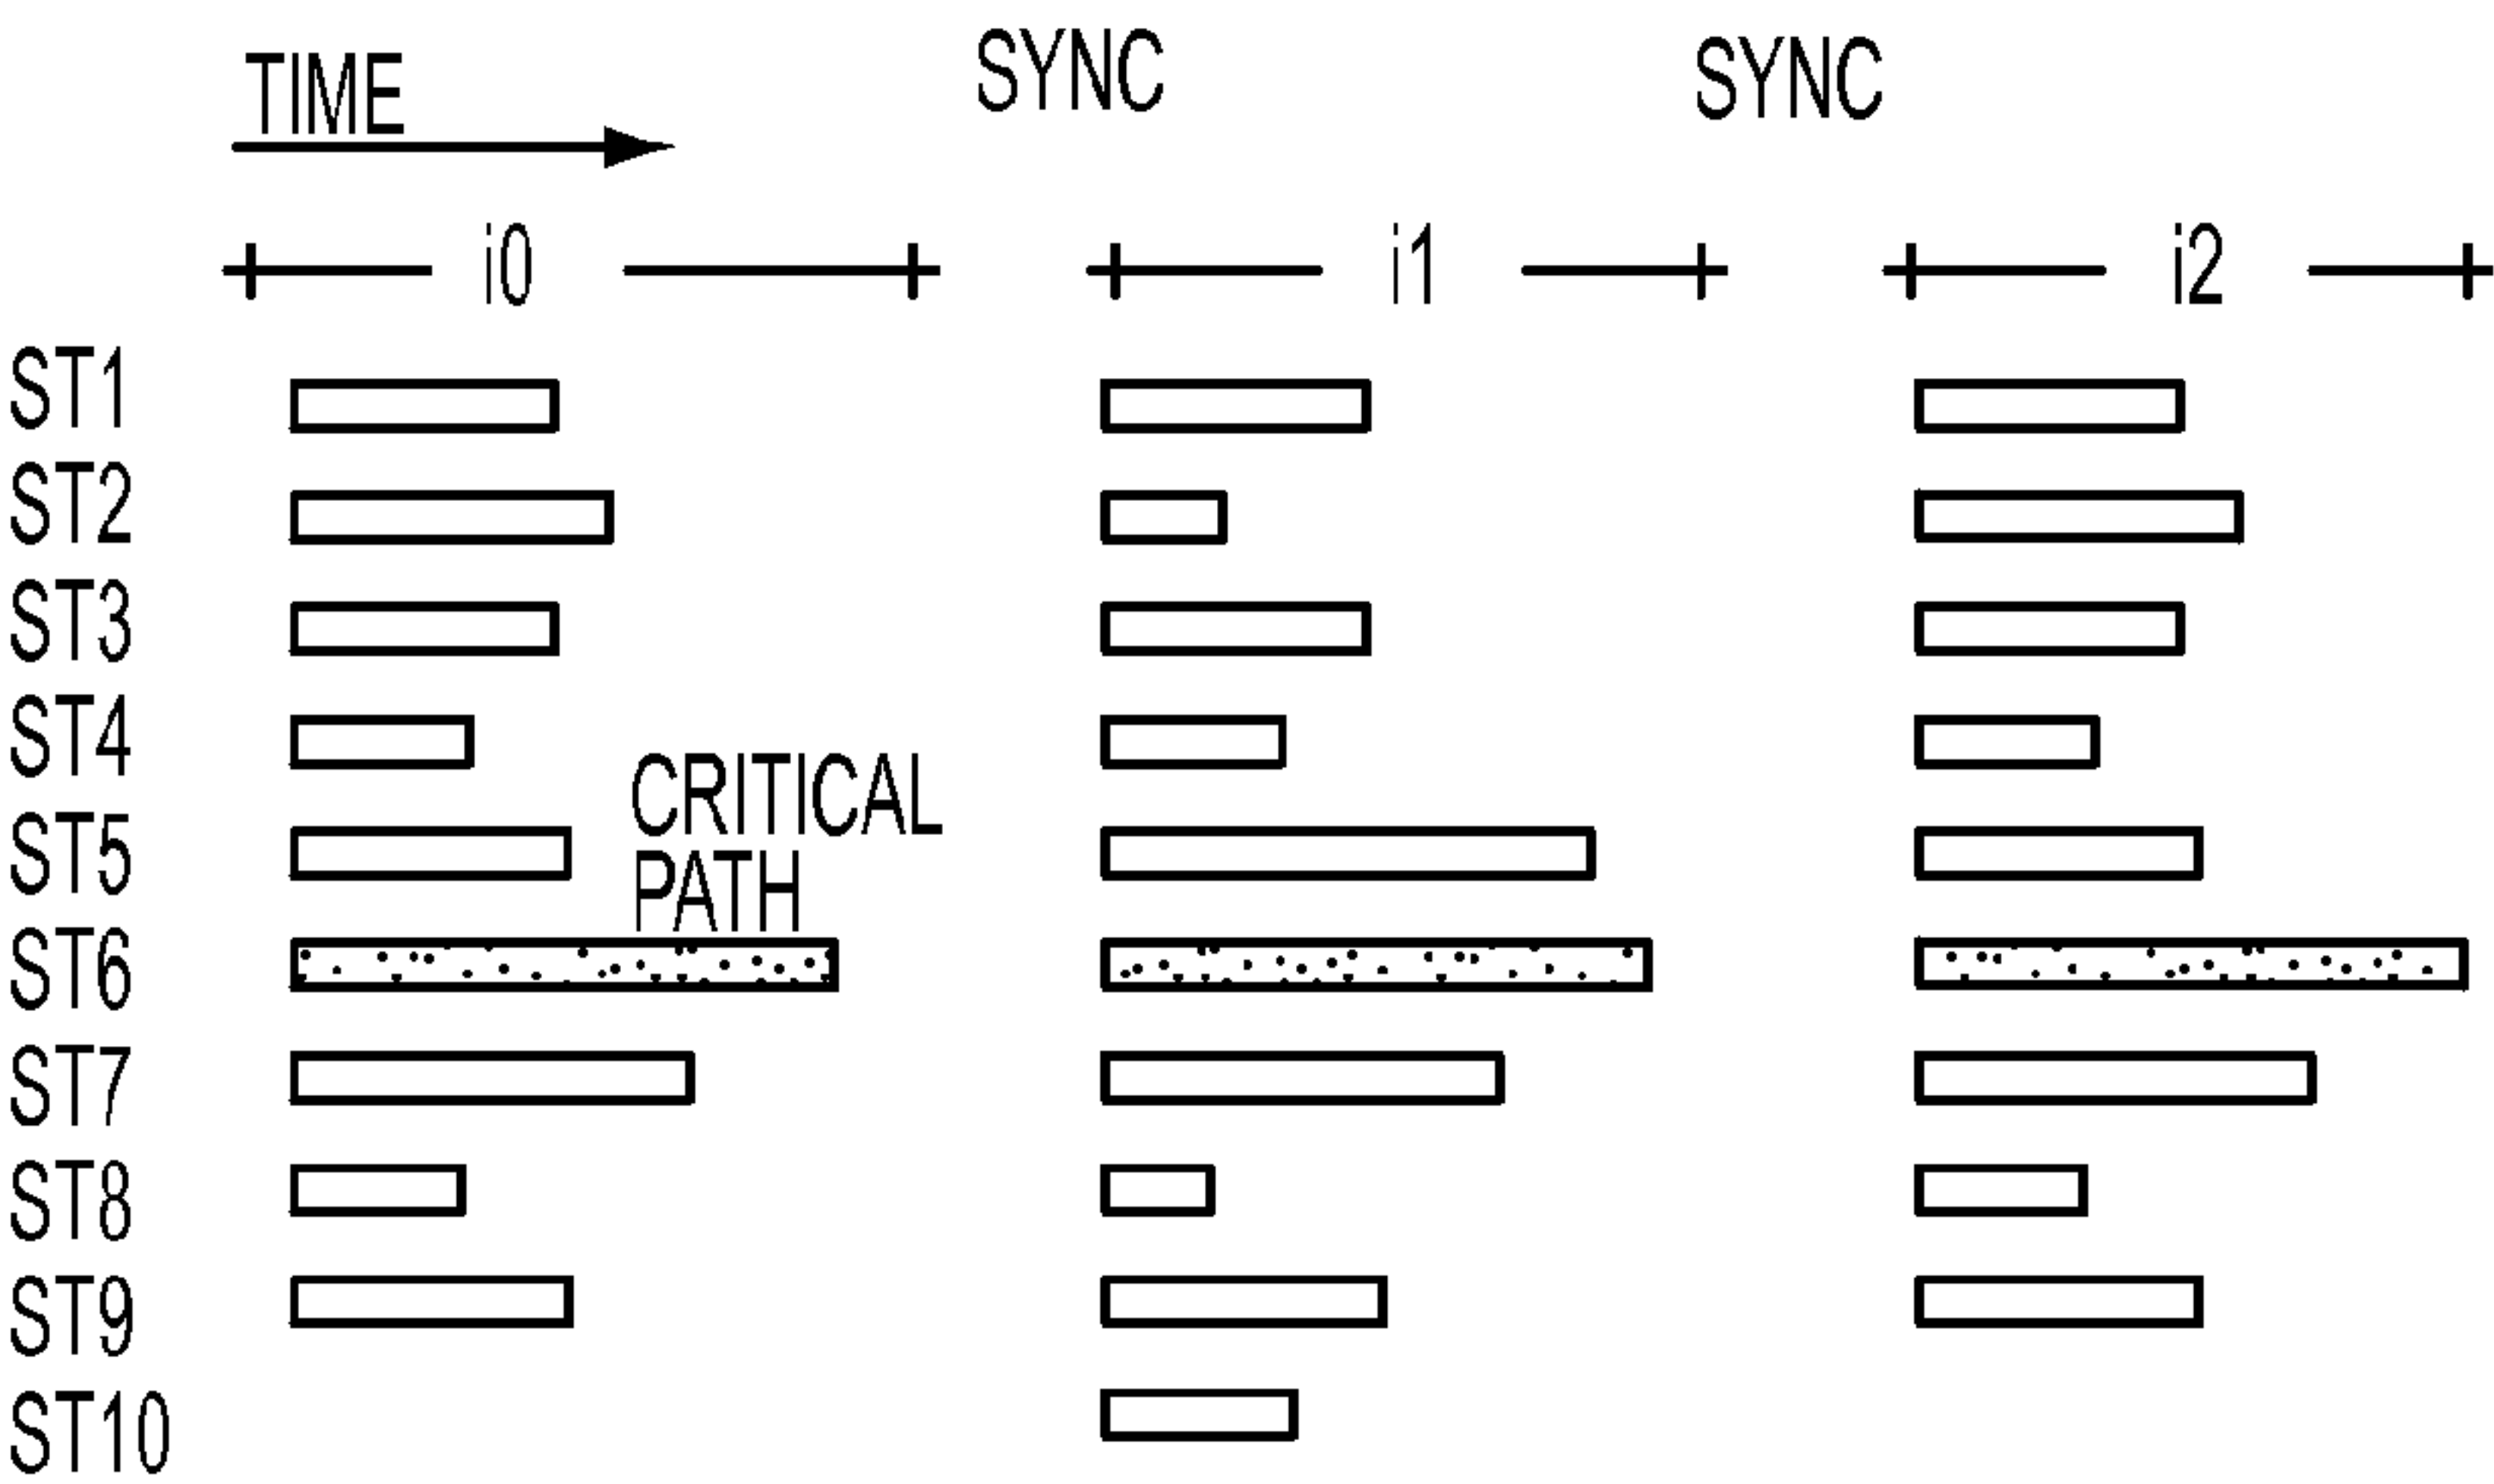 TIME
SYNC
SYNC
i0
i1
i2
ST1
ST2
ST3
ST4
CRITICAL
PATH
ST5
ST6
ST7
ST8
ST9
ST10